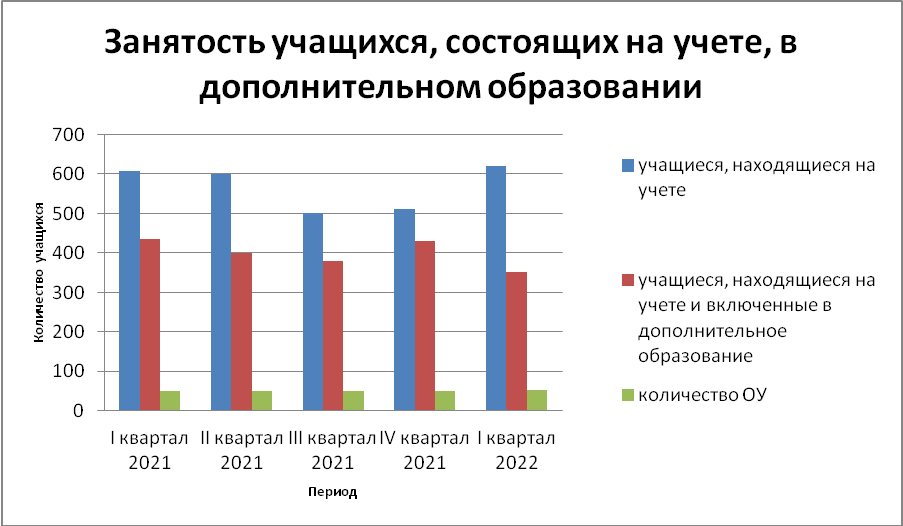 Занятость учащихся, состоящих на учете, в
дополнительном образовании
Количество учащихся
700
600
500
400
300
200
100
0
I квартал
2021
II квартал
2021
III квартал
2021
IV квартал
2021
I квартал
2022
Период
учащиеся, находящиеся на
учете
учащиеся, находящиеся на
учете и включенные в
дополнительное
образование
количество ОУ